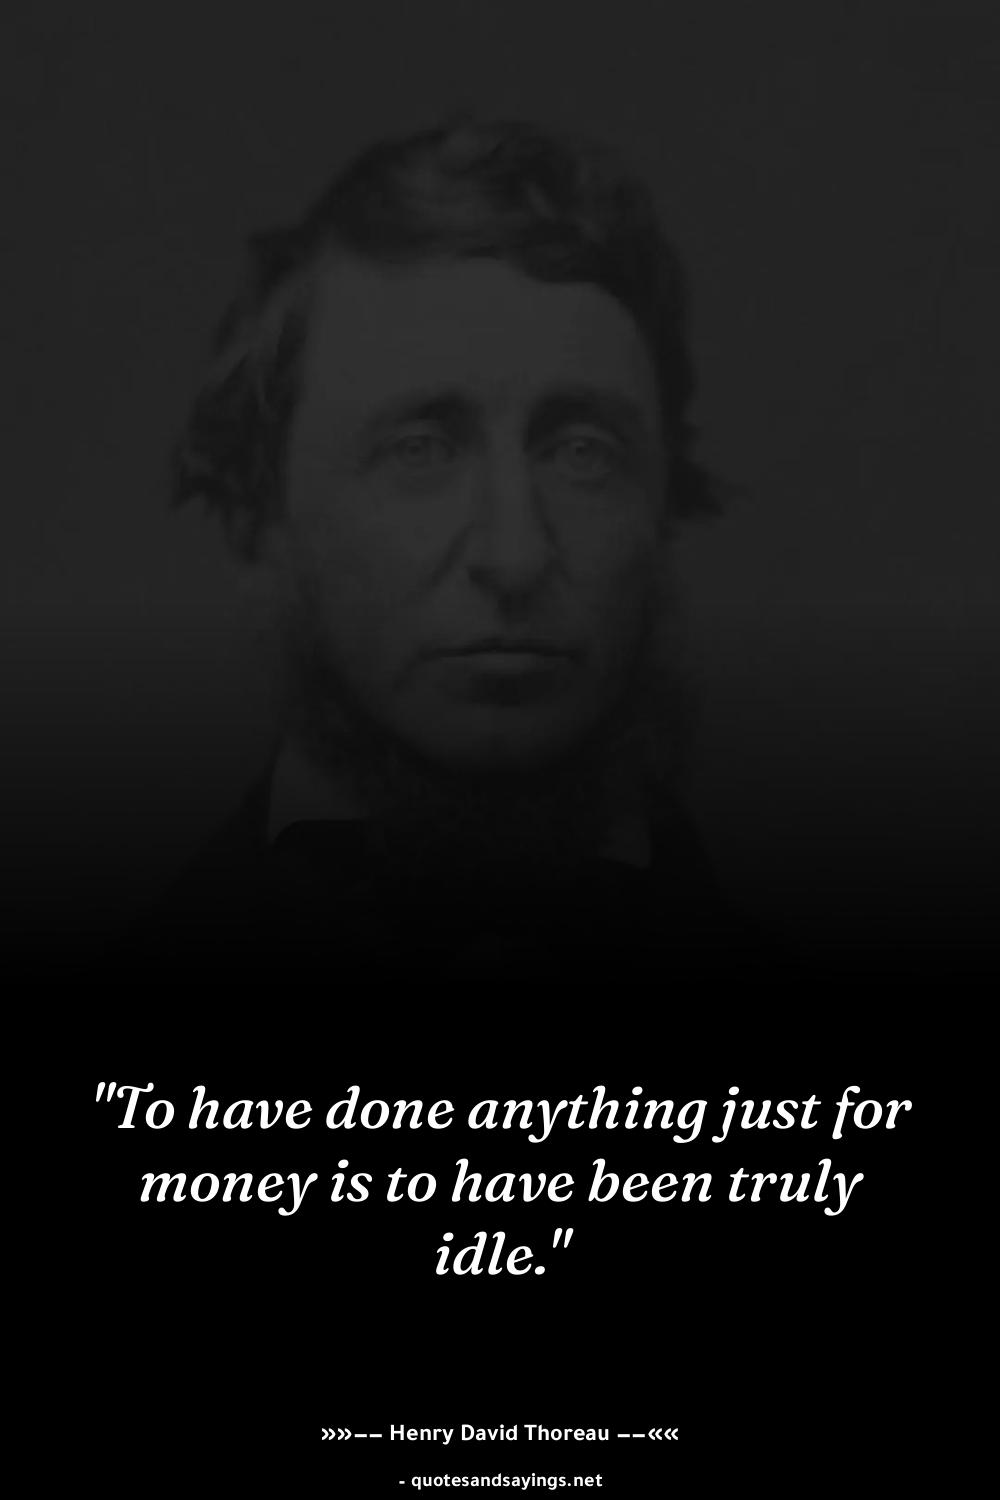 "To have done anything just for
money is to have been truly
idle."
»»−− Henry David Thoreau −−««
- quotesandsayings.net